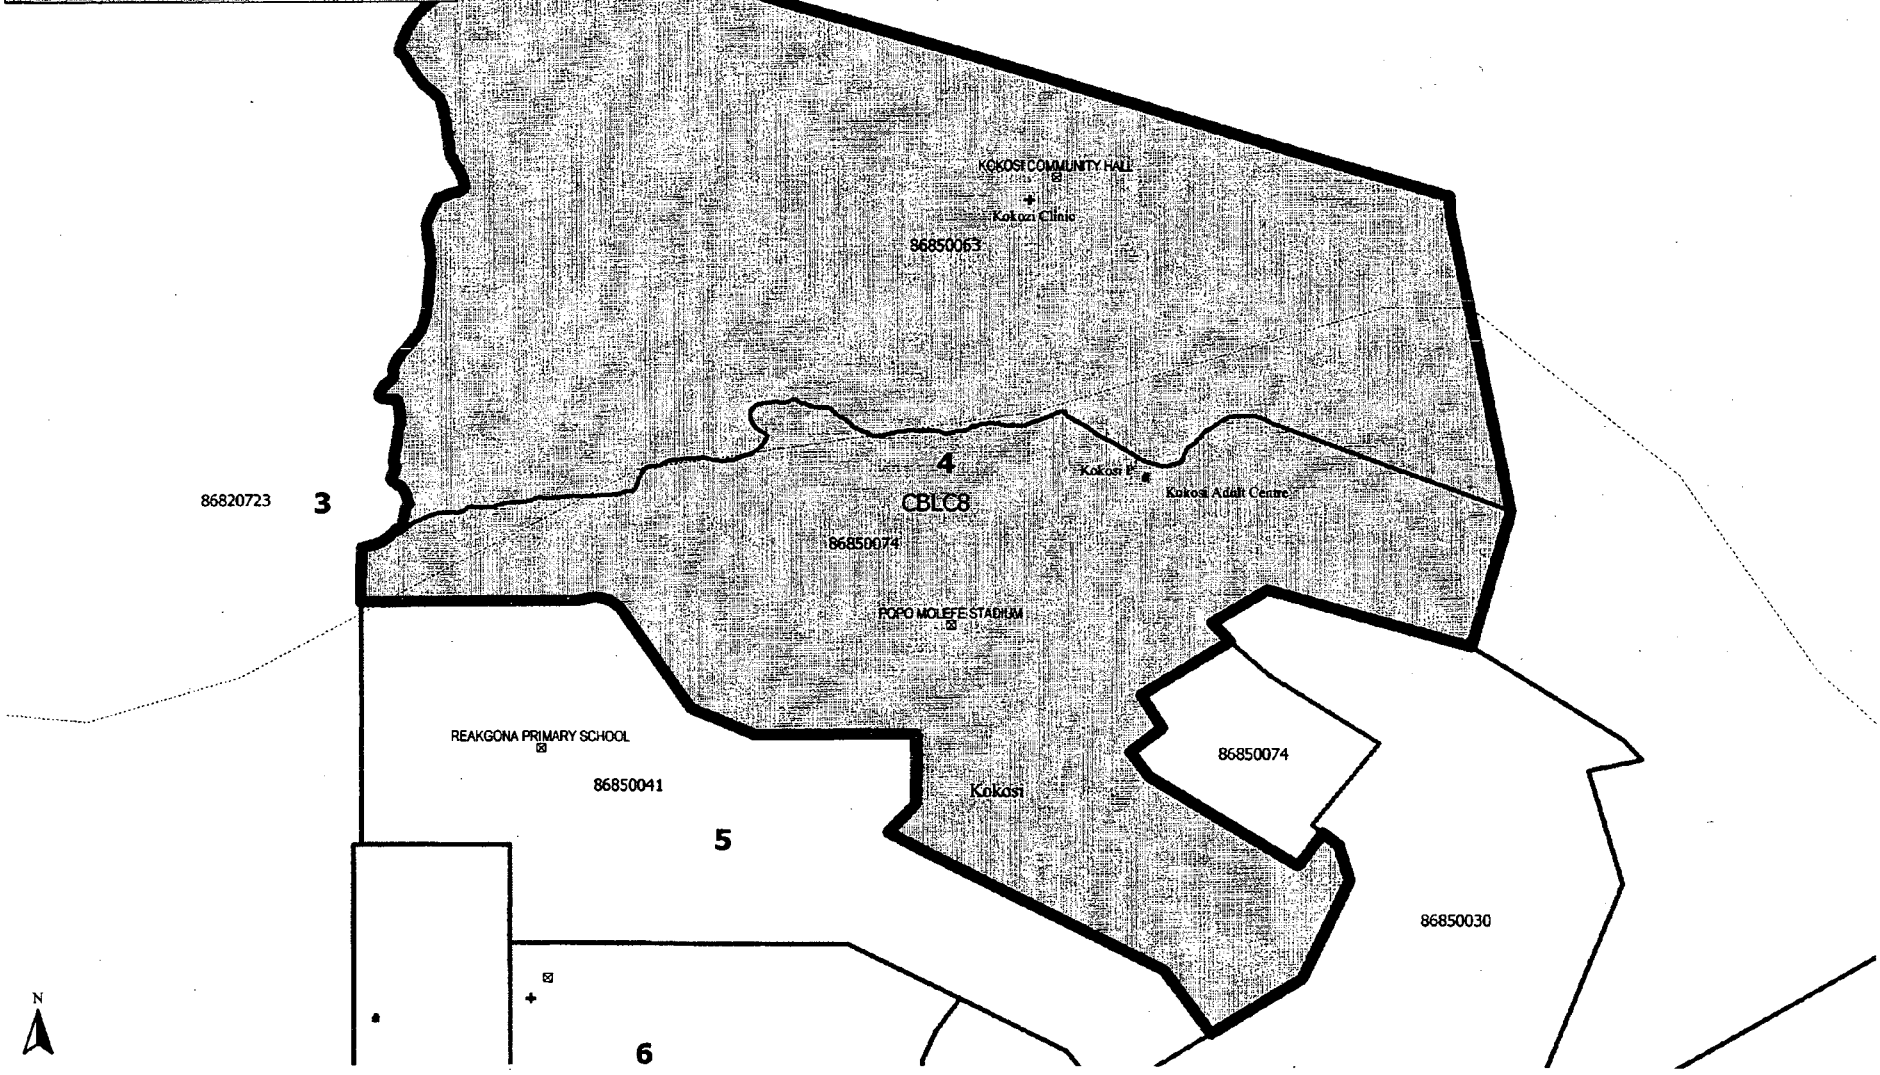 KOKOSI COMMUNITY HALL
Kokozi Clinic
86850063
4
Kokosi P
Kokosi Adult Centre
86820723
3
CBLC8
86850074
POPO MOLEFE STADIUM
REAKGONA PRIMARY SCHOOL
86850074
86850041
Kokosi
5
86850030
N
6